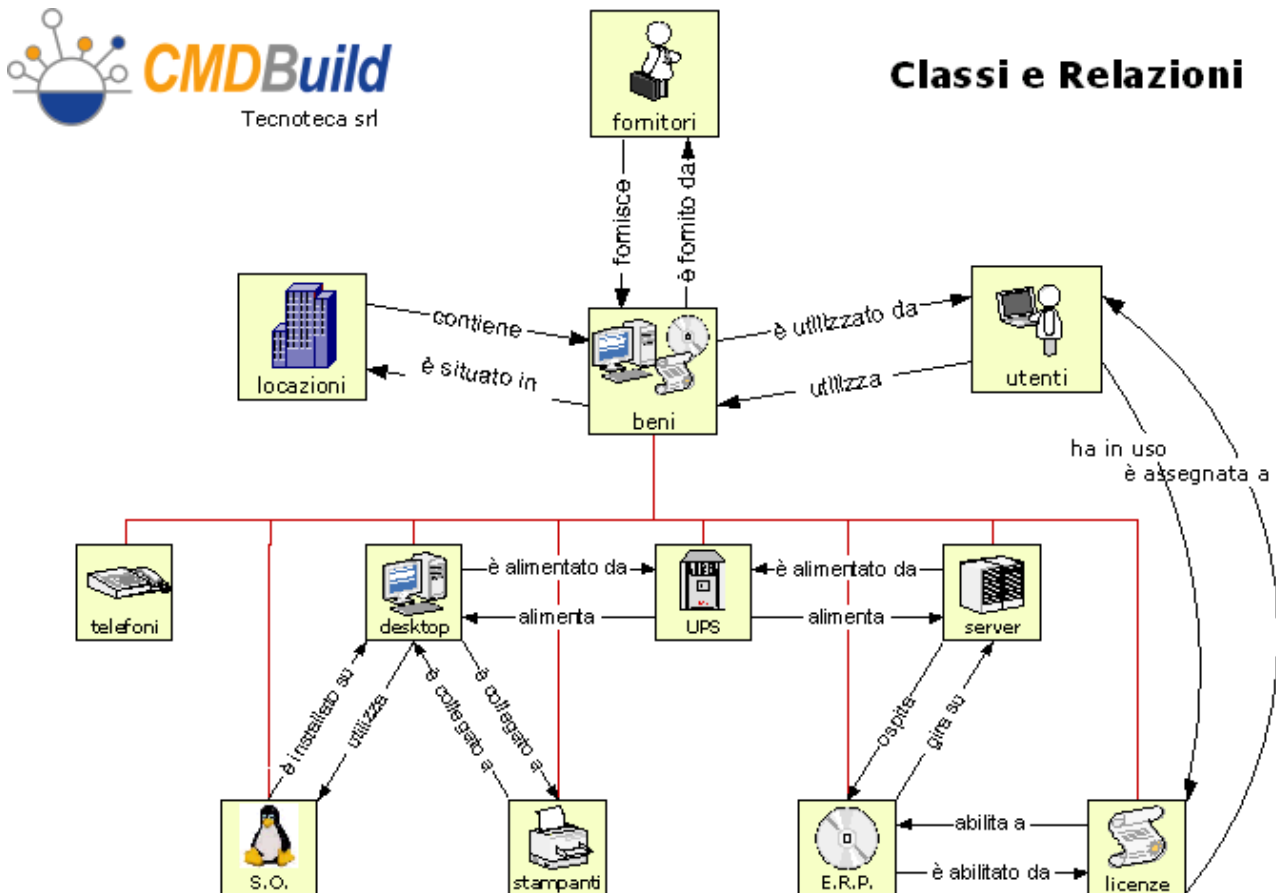 CMDBuild
Tecnoteca srl
Classi e Relazioni
fornitori
fornisce
è fornito da
locazioni
contiene
è situato in
beni
è utilizzato da
utilizza
utenti
ha in uso
è assegnata a
telefoni
desktop
è alimentato da
alimenta
UPS
è alimentato da
alimenta
server
è installato su
utilizza
è collegato a
è collegato a
ospita
gira su
S.O.
stampanti
E.R.P.
abilita a
è abilitato da
licenze